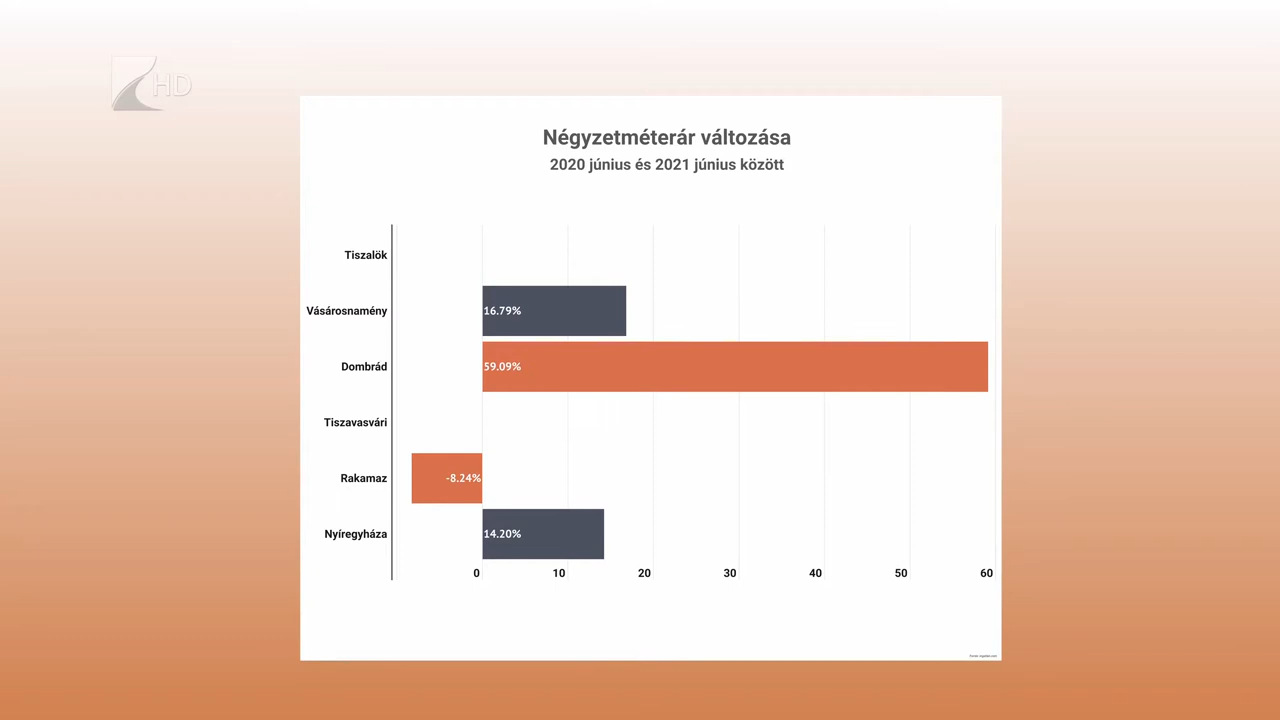 HD
Négyzetméterár változása
2020 június és 2021 június között
Tiszalök
Vásárosnamény 16.79%
Dombrád 59.09%
Tiszavasvári
Rakamaz -8.24%
Nyíregyháza 14.20%
0 10 20 30 40 50 60